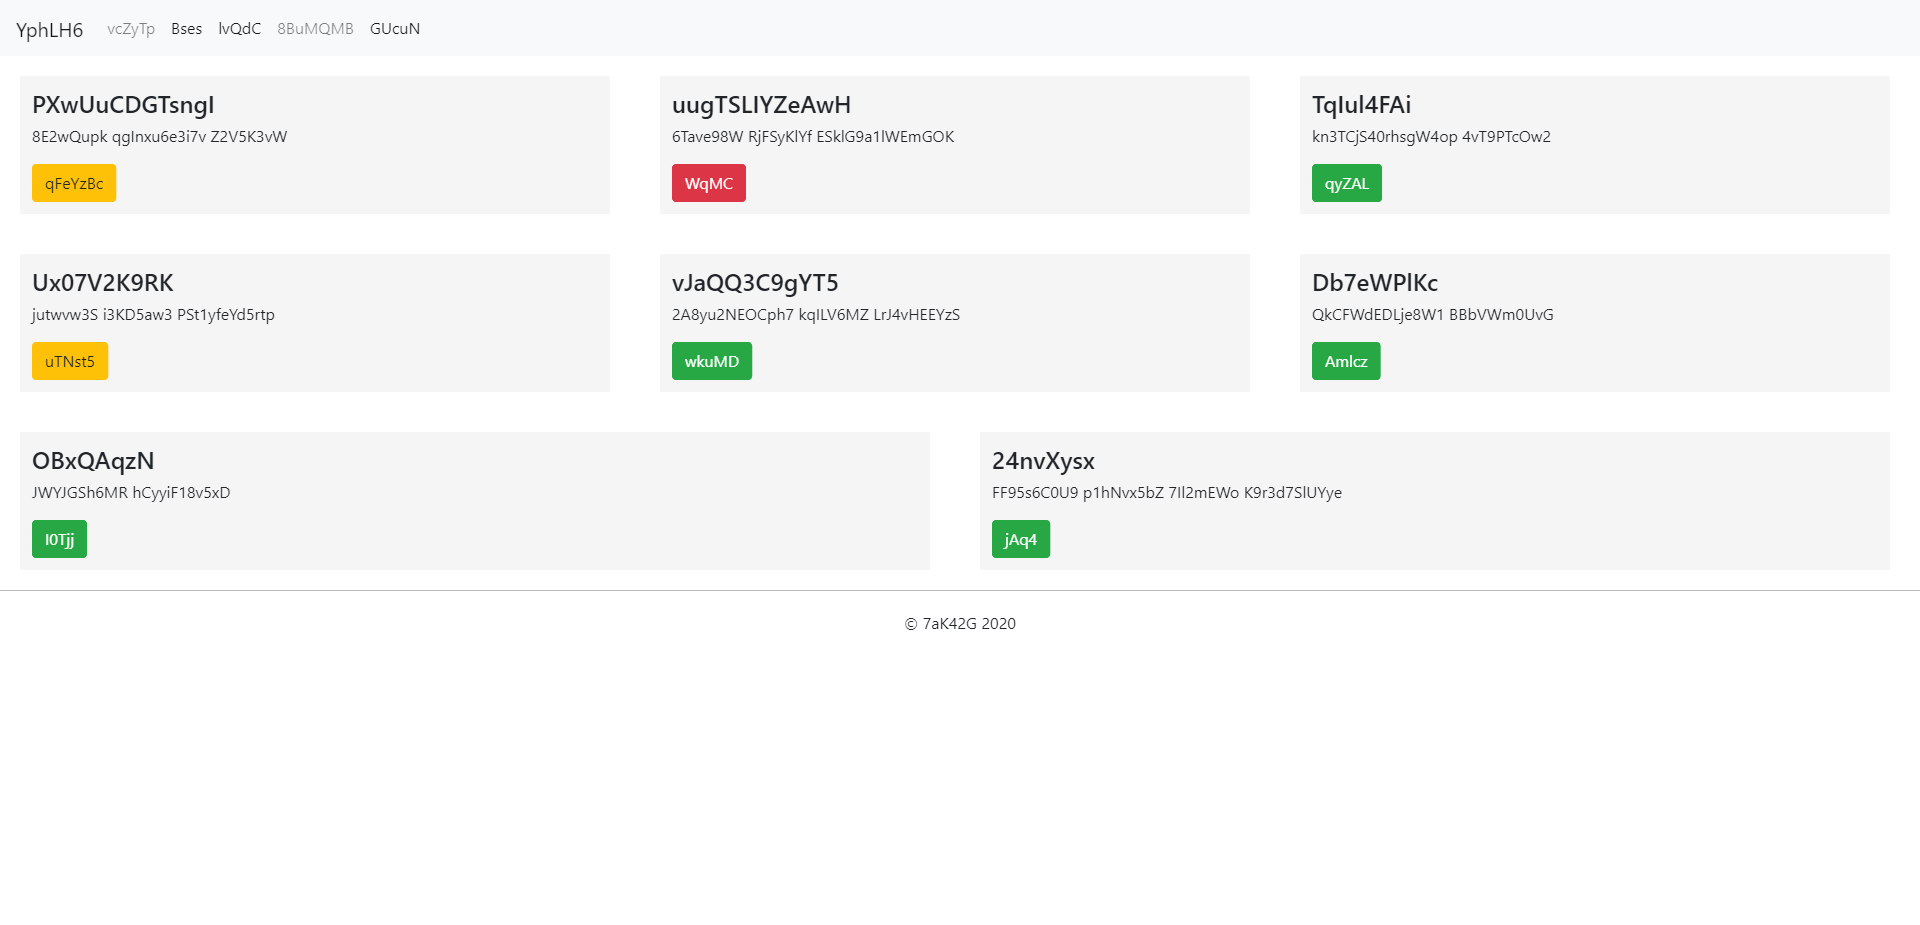 YphLH6 vcZyTp Bses lvQdC 8BuMQMB GUcuN
PXwUuCDGTsngI
8E2wQupk qgInxu6e3i7v Z2V5K3vW
qFeYzBc
uugTSLIYZeAwH
6Tave98W RjFSyKlYf ESklG9a1lWEmGOK
WqMC
TqIul4FAi
kn3TCjS40rhsgW4op 4vT9PTcOw2
qyZAL
Ux07V2K9RK
jutwvw3S i3KD5aw3 PSt1yfeYd5rtp
uTNst5
vJaQQ3C9gYT5
2A8yu2NEOCph7 kqILV6MZ LrJ4vHEEYzS
wkuMD
Db7eWPlKc
QkCFWdEDLje8W1 BBbVWm0UvG
Amlcz
OBxQAqzN
JWYJGSh6MR hCyyiF18v5xD
I0Tjj
24nvXysx
FF95s6C0U9 p1hNvx5bZ 7Il2mEWo K9r3d7SlUYye
jAq4
© 7aK42G 2020